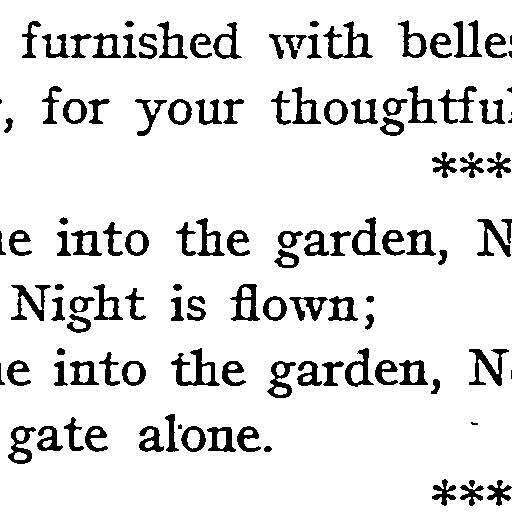 furnished with belles
, for your thoughtful
***
e into the garden, N
Night is flown;
e into the garden, N
gate alone.
***